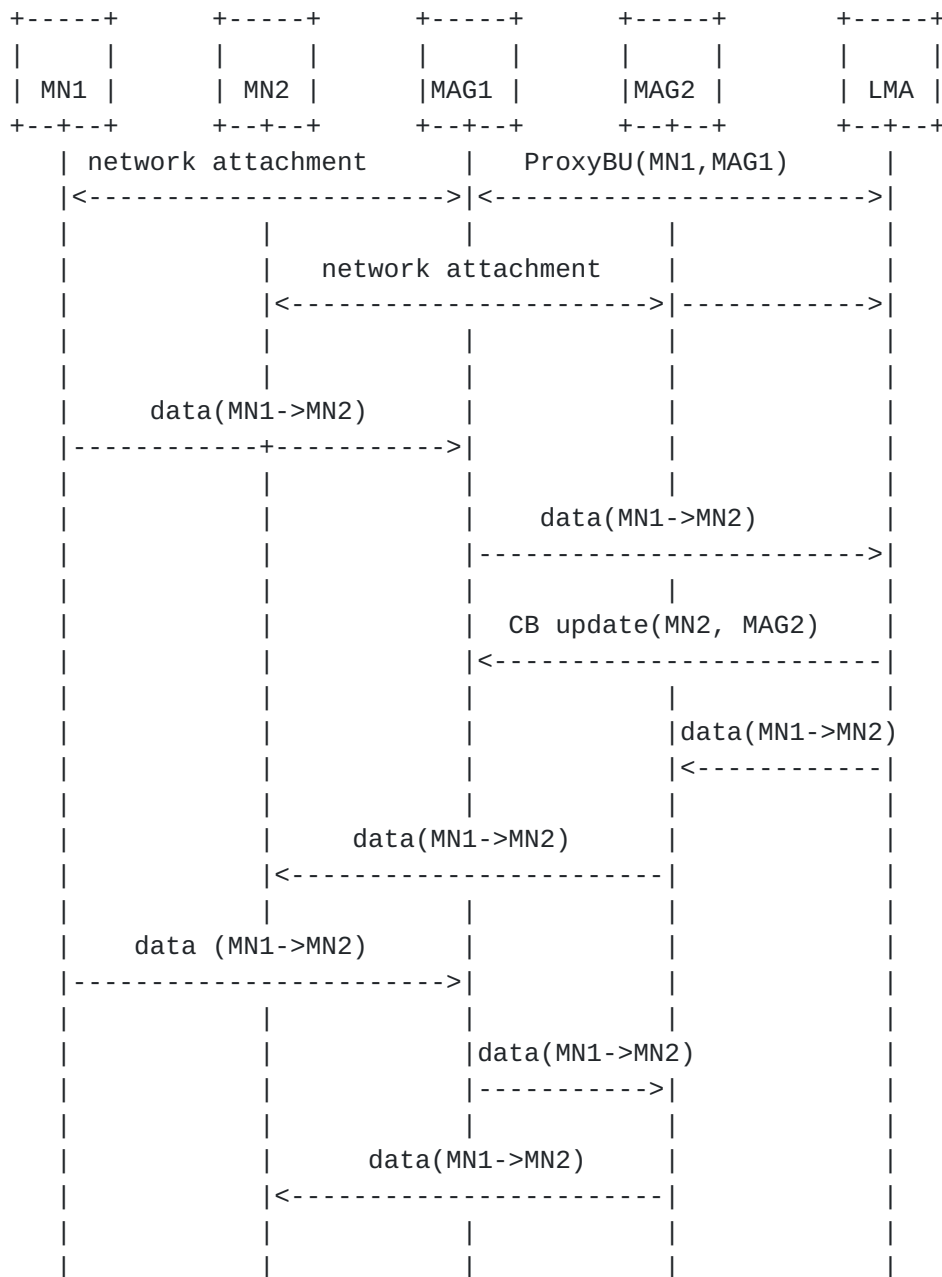 MN1 MN2 MAG1 MAG2 LMA
network attachment ProxyBU(MN1,MAG1)
network attachment
data(MN1->MN2)
data(MN1->MN2)
CB update(MN2, MAG2)
data(MN1->MN2)
data(MN1->MN2)
data (MN1->MN2)
data(MN1->MN2)
data(MN1->MN2)